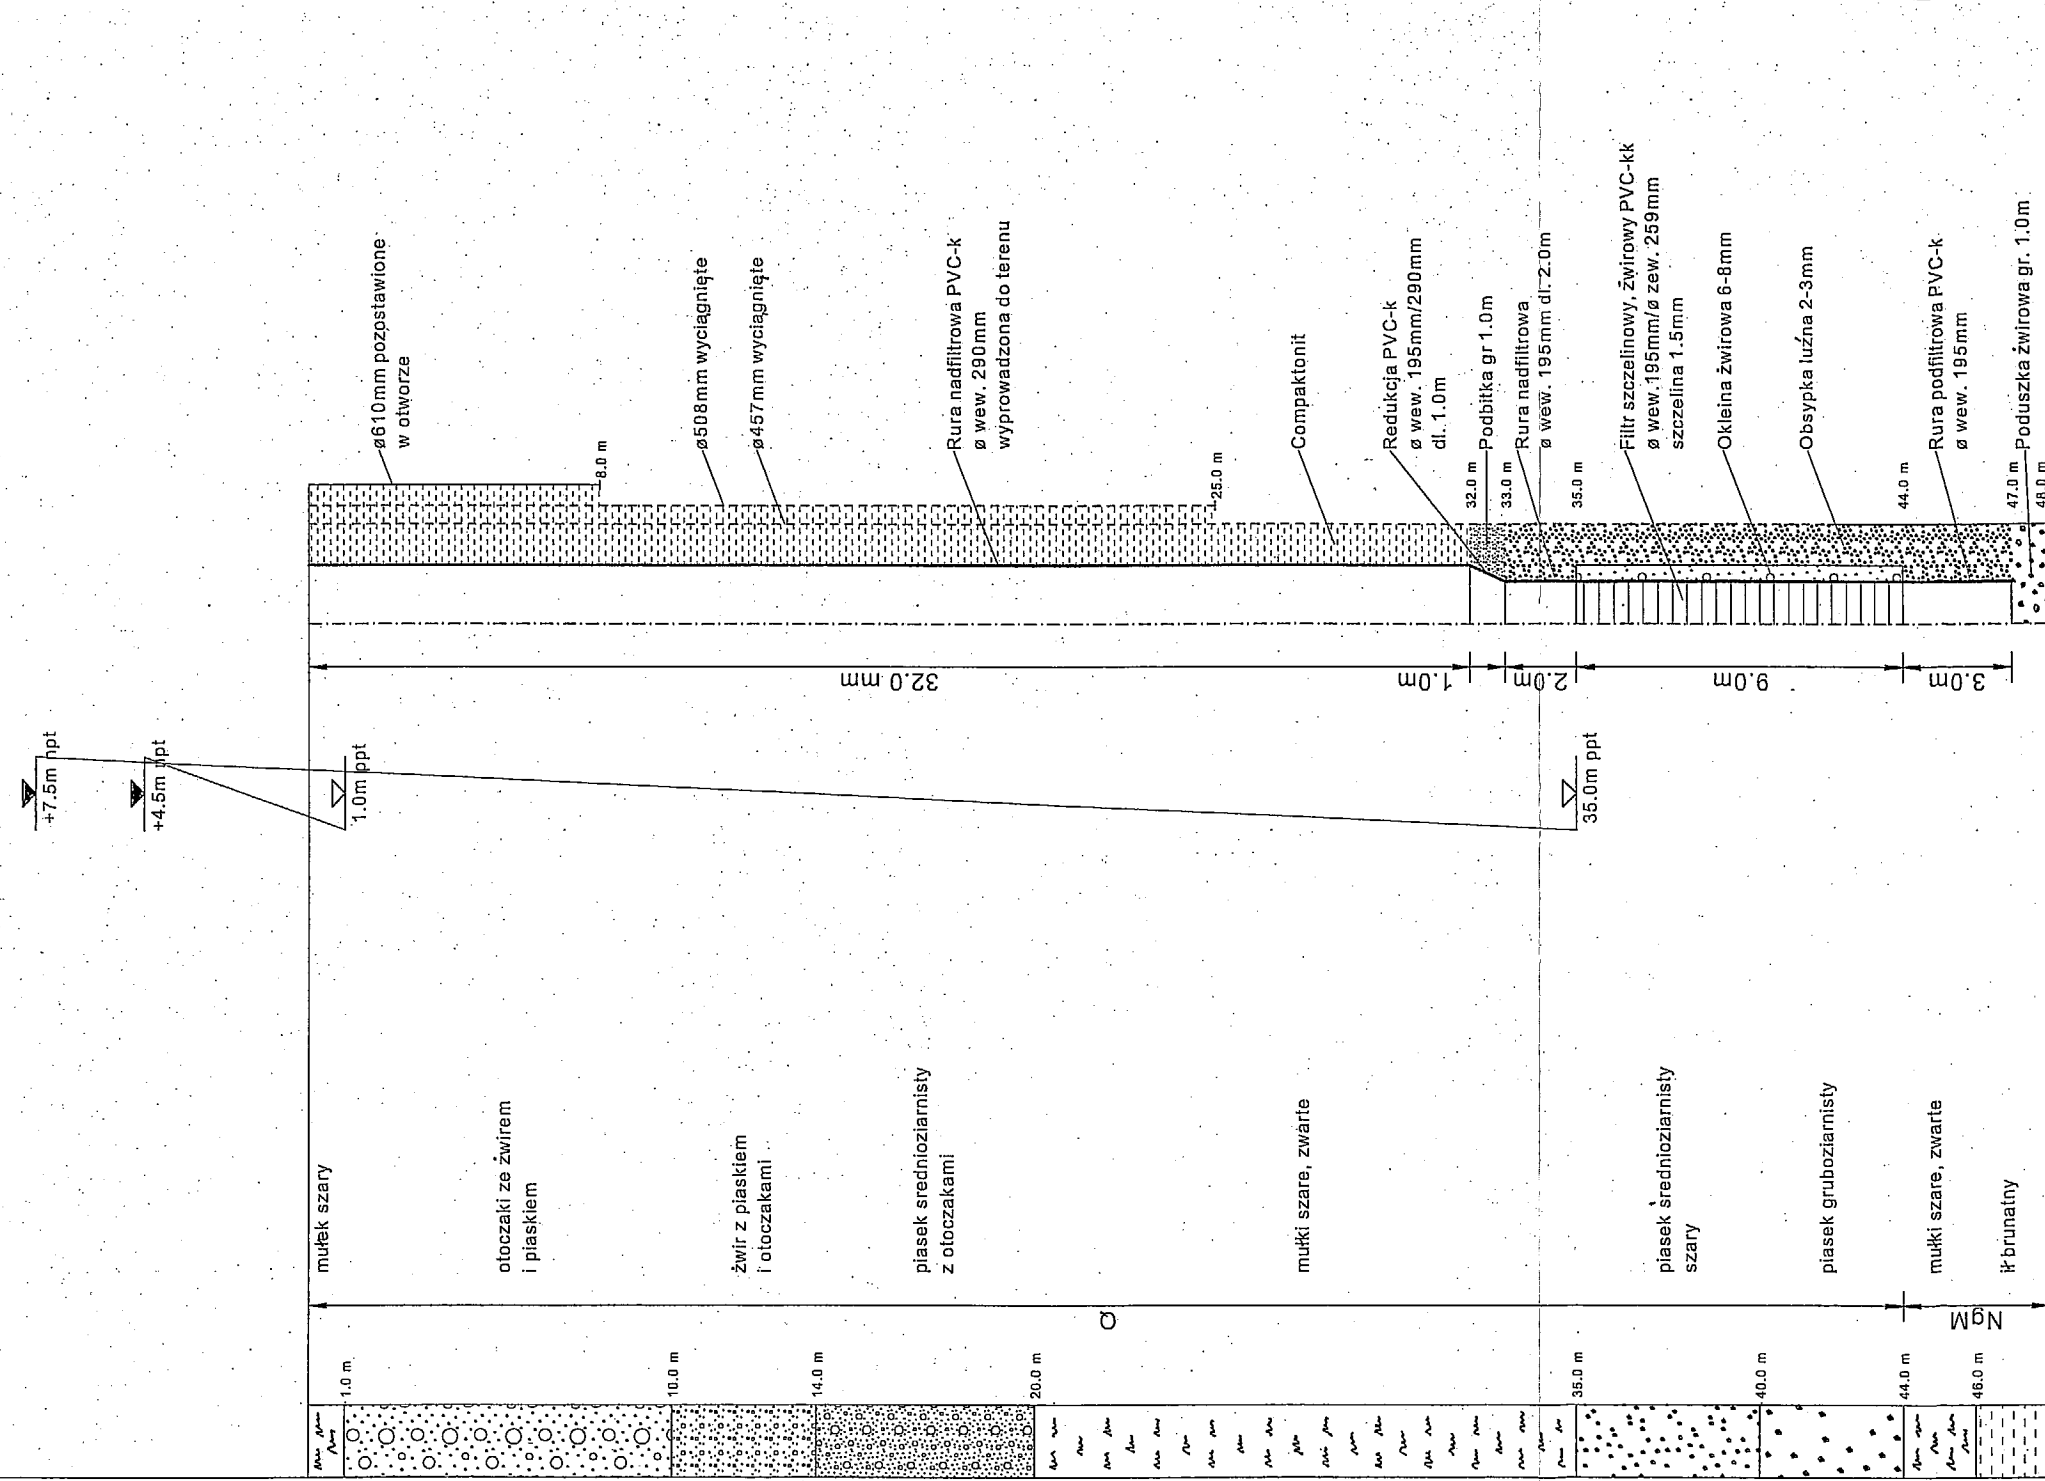 +7.5m npt
+4.5m npt
1.0m ppt
35.0m ppt
ø610mm pozostawione
w otworze
8.0 m
ø508mm wyciągnięte
ø457mm wyciągnięte
Rura nadfiltrowa PVC-k
ø wew. 290mm
wyprowadzona do terenu
25.0 m
Compaktonit
Redukcja PVC-k
ø wew. 195mm/290mm
dl. 1.0m
32.0 m
Podbitka gr 1.0m
33.0 m
Rura nadfiltrowa
ø wew. 195mm dl. 2.0m
35.0 m
Filtr szczelinowy, żwirowy PVC-kk
ø wew.195mm/ø zew. 259mm
szczelina 1.5mm
Okleina żwirowa 6-8mm
Obsypka luźna 2-3mm
44.0 m
Rura podfiltrowa PVC-k
ø wew. 195mm
47.0 m
Poduszka żwirowa gr. 1.0m
48.0 m
32.0 mm
1.0m
2.0m
9.0m
3.0m
mułek szary
otoczaki ze żwirem
i piaskiem
żwir z piaskiem
i otoczakami
piasek srednioziarnisty
z otoczakami
mułki szare, zwarte
piasek średnioziarnisty
szary
piasek gruboziarnisty
mułki szare, zwarte
ił brunatny
Q
NgM
1.0 m
10.0 m
14.0 m
20.0 m
35.0 m
40.0 m
44.0 m
46.0 m